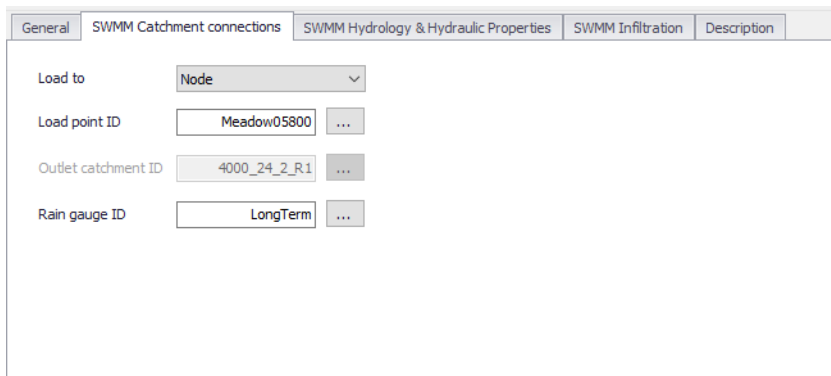 General SWMM Catchment connections SWMM Hydrology & Hydraulic Properties SWMM Infiltration Description
Load to Node
Load point ID Meadow05800 ...
Outlet catchment ID 4000_24_2_R1 ...
Rain gauge ID LongTerm ...